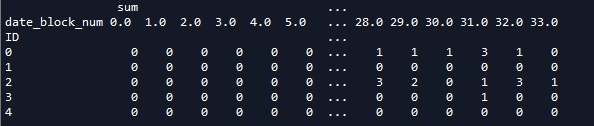 sum ...
date_block_num 0.0 1.0 2.0 3.0 4.0 5.0 ... 28.0 29.0 30.0 31.0 32.0 33.0
ID ...
0 0 0 0 0 0 0 ... 1 1 1 3 1 0
1 0 0 0 0 0 0 ... 0 0 0 0 0 0
2 0 0 0 0 0 0 ... 3 2 0 1 3 1
3 0 0 0 0 0 0 ... 0 0 0 1 0 0
4 0 0 0 0 0 0 ... 0 0 0 0 0 0